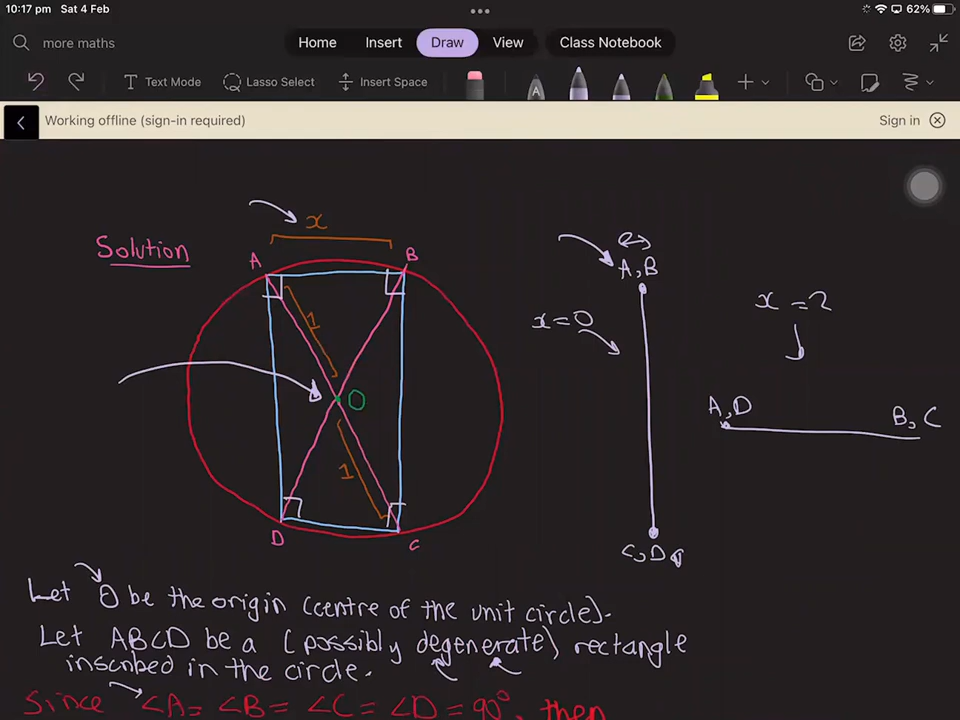 10:17 pm Sat 4 Feb
62%
more maths
Home Insert Draw View Class Notebook
Text Mode Lasso Select Insert Space
A
Working offline (sign-in required)
Sign in
Solution
x
A
B
1
O
1
D
C
A, B
x = 0
C, D
x = 2
A, D
B, C
Let O be the origin (centre of the unit circle).
Let ABCD be a (possibly degenerate) rectangle
inscribed in the circle.
Since ∠A = ∠B = ∠C = ∠D = 90°, then